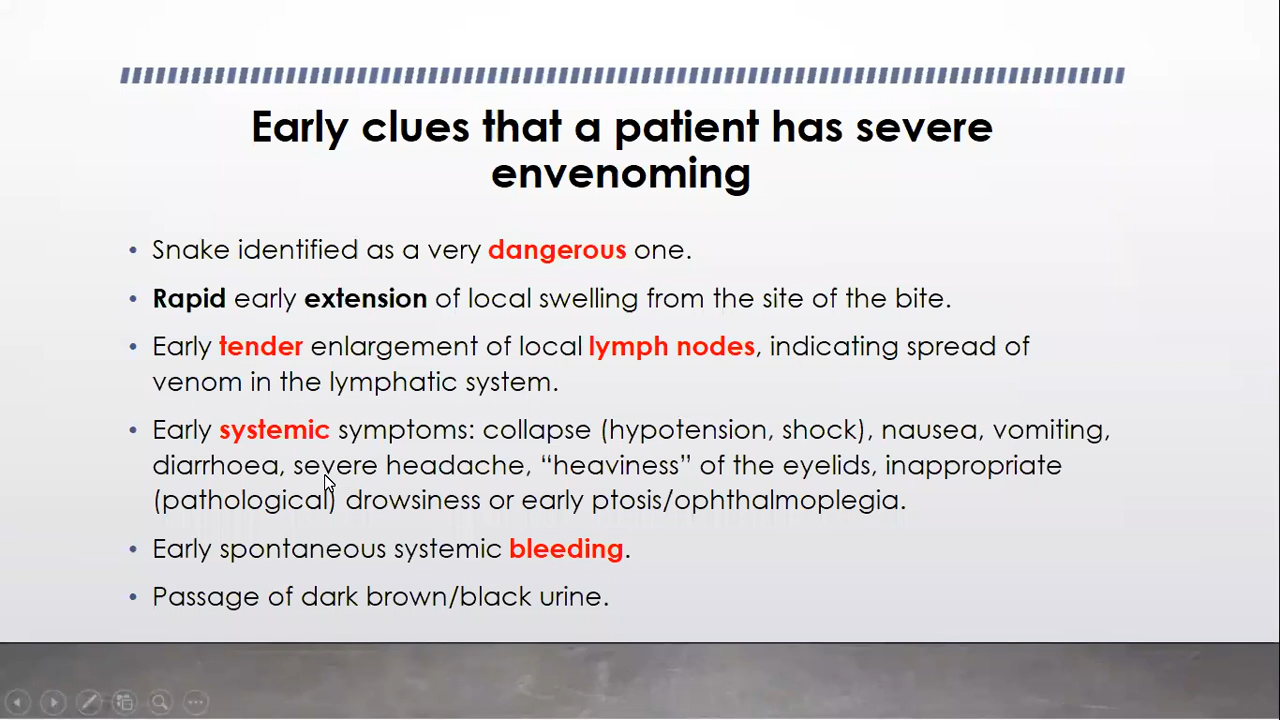 Early clues that a patient has severe
envenoming
• Snake identified as a very dangerous one.
• Rapid early extension of local swelling from the site of the bite.
• Early tender enlargement of local lymph nodes, indicating spread of
venom in the lymphatic system.
• Early systemic symptoms: collapse (hypotension, shock), nausea, vomiting,
diarrhoea, severe headache, “heaviness” of the eyelids, inappropriate
(pathological) drowsiness or early ptosis/ophthalmoplegia.
• Early spontaneous systemic bleeding.
• Passage of dark brown/black urine.